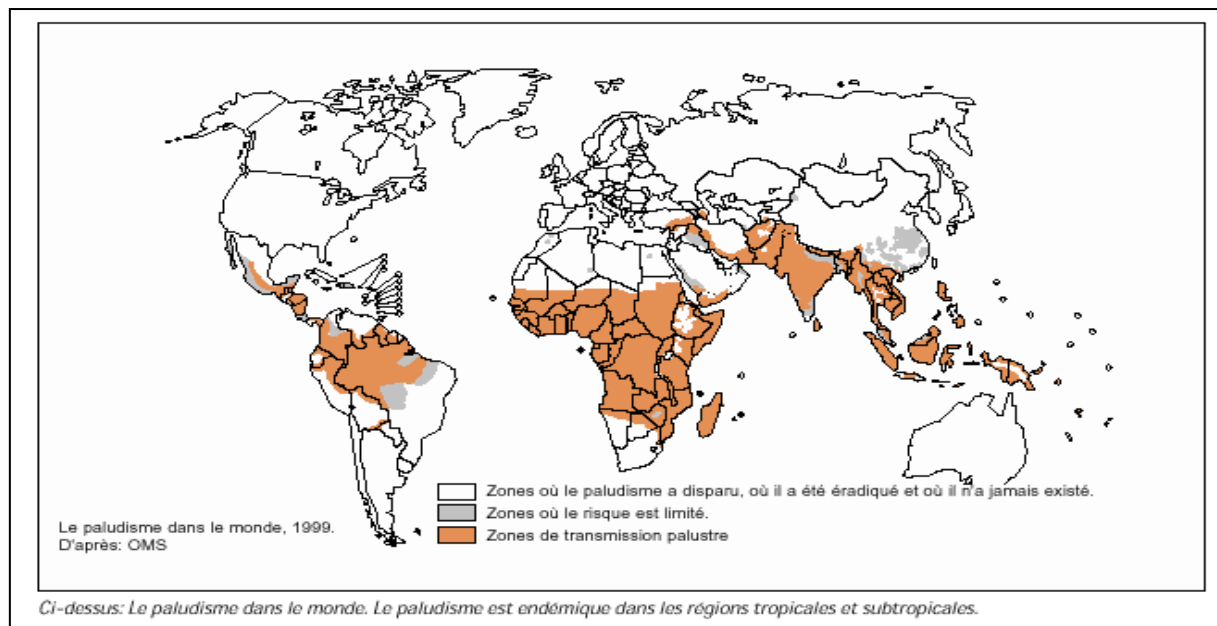 Zones où le paludisme a disparu, où il a été éradiqué et où il n'a jamais existé.
Zones où le risque est limité.
Zones de transmission palustre
Le paludisme dans le monde, 1999.
D'après: OMS
Ci-dessus: Le paludisme dans le monde. Le paludisme est endémique dans les régions tropicales et subtropicales.